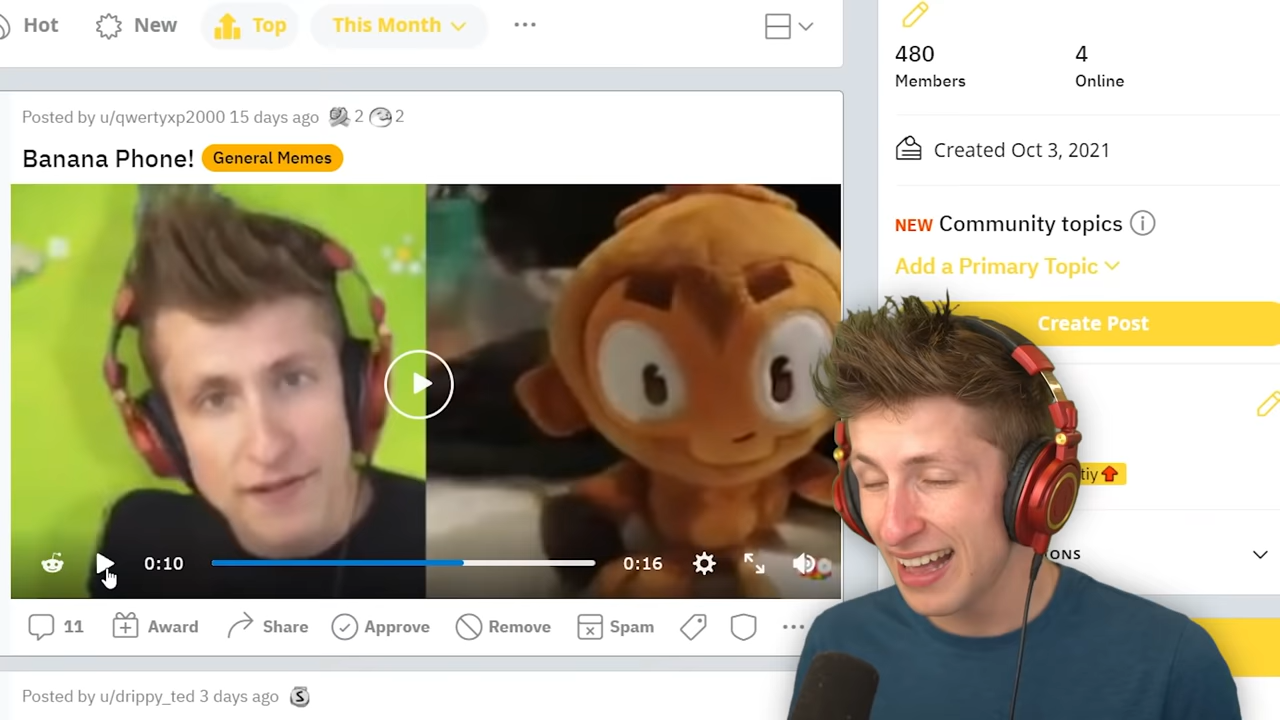 Hot
New
Top
This Month
...
Posted by u/qwertyxp2000 15 days ago 2 2
Banana Phone! General Memes
0:10
0:16
11
Award
Share
Approve
Remove
Spam
...
Posted by u/drippy_ted 3 days ago S
480
Members
4
Online
Created Oct 3, 2021
NEW Community topics
Add a Primary Topic
Create Post
tiy
ONS